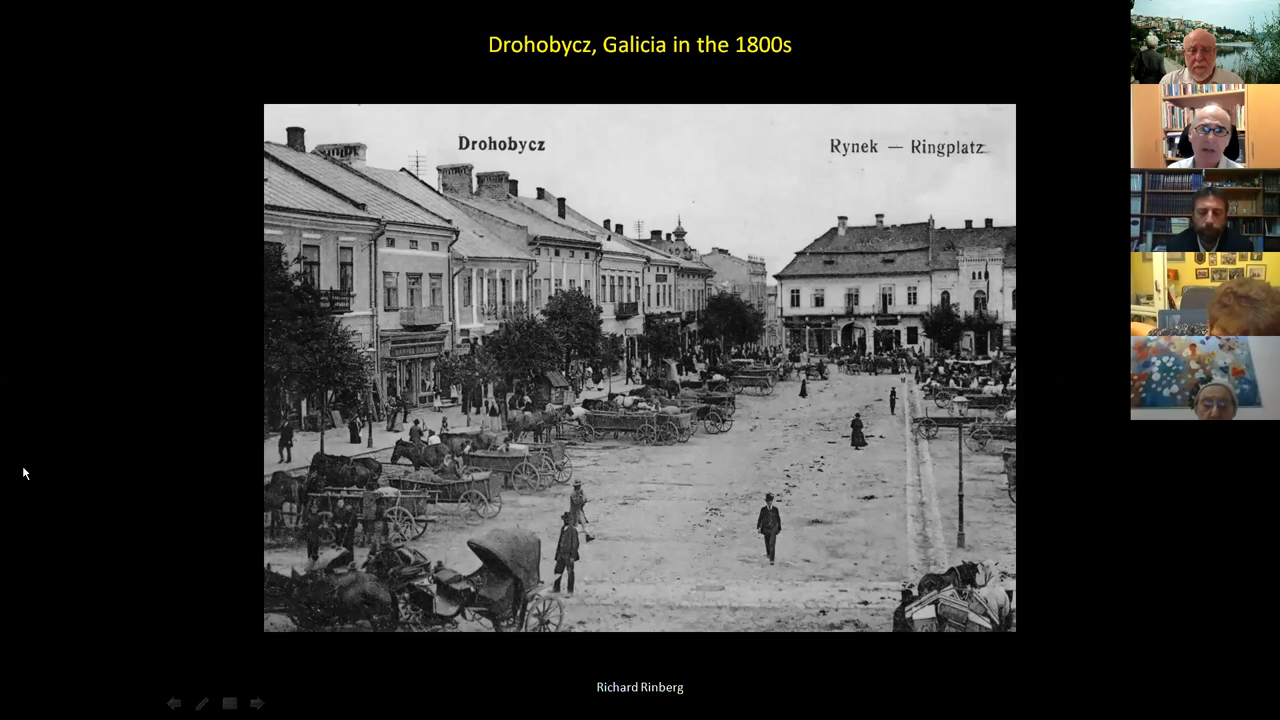 Drohobycz, Galicia in the 1800s
Drohobycz
Rynek — Ringplatz
Richard Rinberg